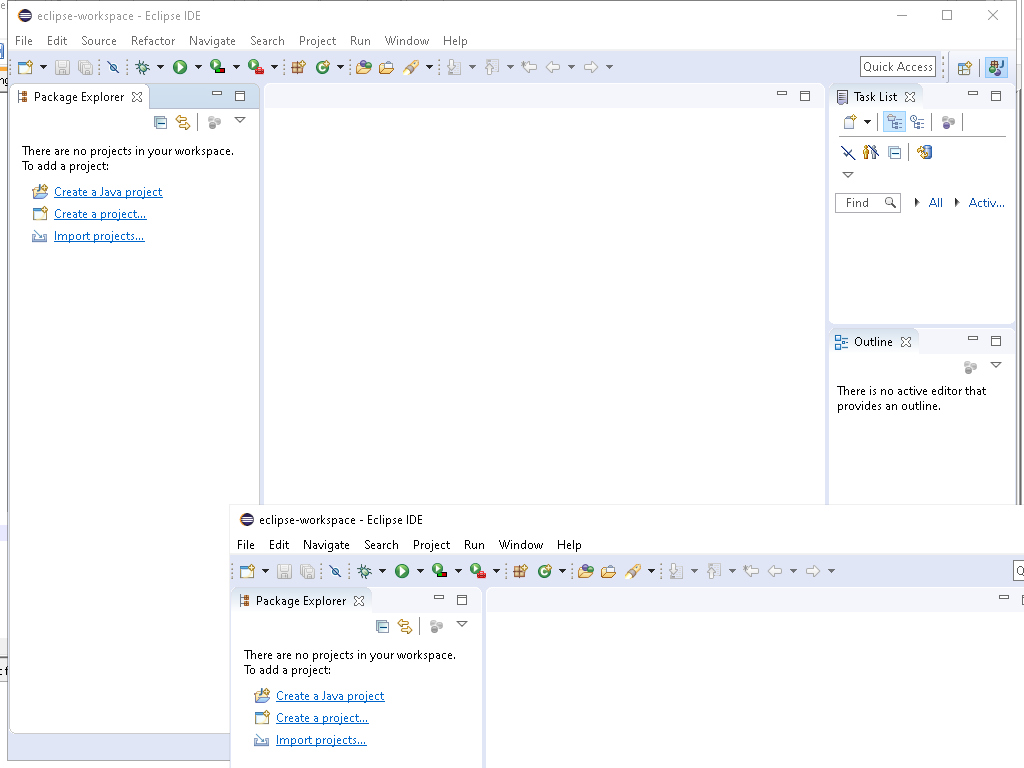 eclipse-workspace - Eclipse IDE
File Edit Source Refactor Navigate Search Project Run Window Help
Quick Access
Package Explorer
There are no projects in your workspace.
To add a project:
Create a Java project
Create a project...
Import projects...
Task List
Find All Activ...
Outline
There is no active editor that
provides an outline.
eclipse-workspace - Eclipse IDE
File Edit Navigate Search Project Run Window Help
Package Explorer
There are no projects in your workspace.
To add a project:
Create a Java project
Create a project...
Import projects...